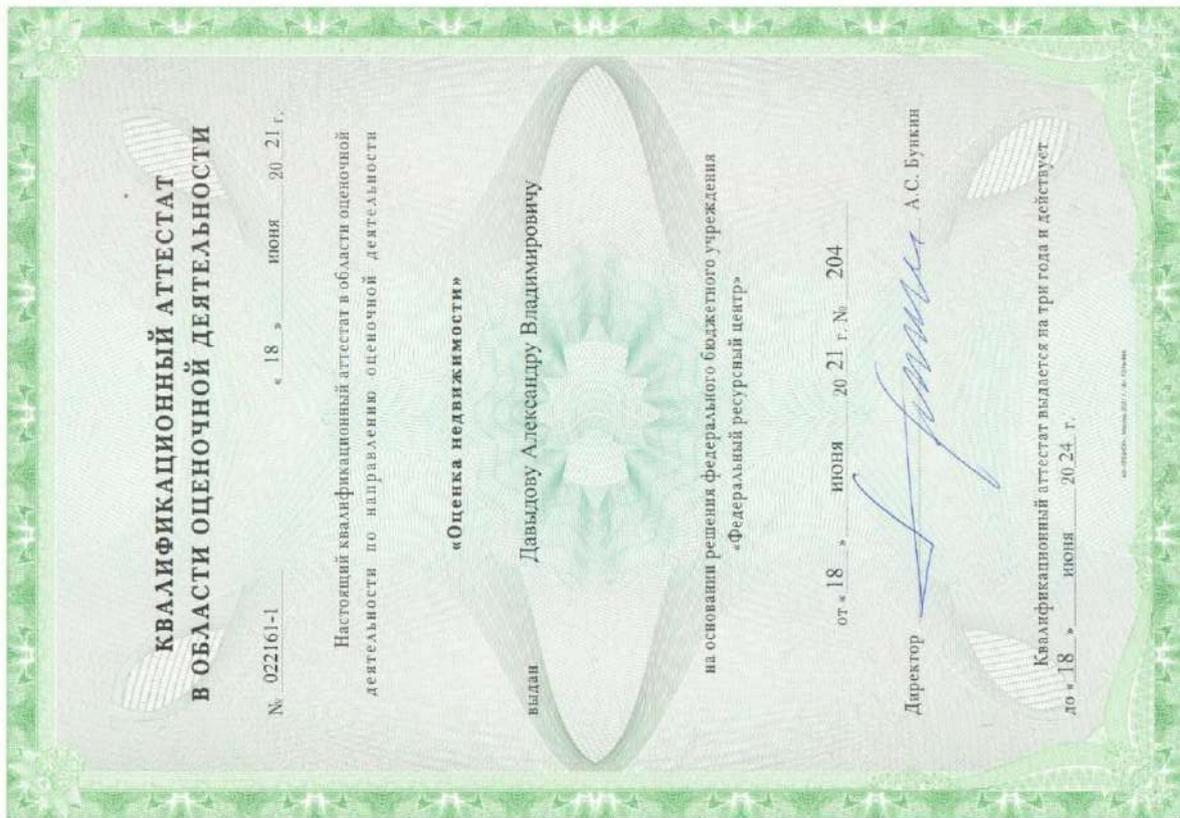 КВАЛИФИКАЦИОННЫЙ АТТЕСТАТ
В ОБЛАСТИ ОЦЕНОЧНОЙ ДЕЯТЕЛЬНОСТИ
№ 022161-1 « 18 » июня 20 21 г.
Настоящий квалификационный аттестат в области оценочной
деятельности по направлению оценочной деятельности
«Оценка недвижимости»
выдан Давыдову Александру Владимировичу
на основании решения федерального бюджетного учреждения
«Федеральный ресурсный центр»
от « 18 » июня 20 21 г. № 204
Директор А.С. Бункин
Квалификационный аттестат выдается на три года и действует
до « 18 » июня 20 24 г.